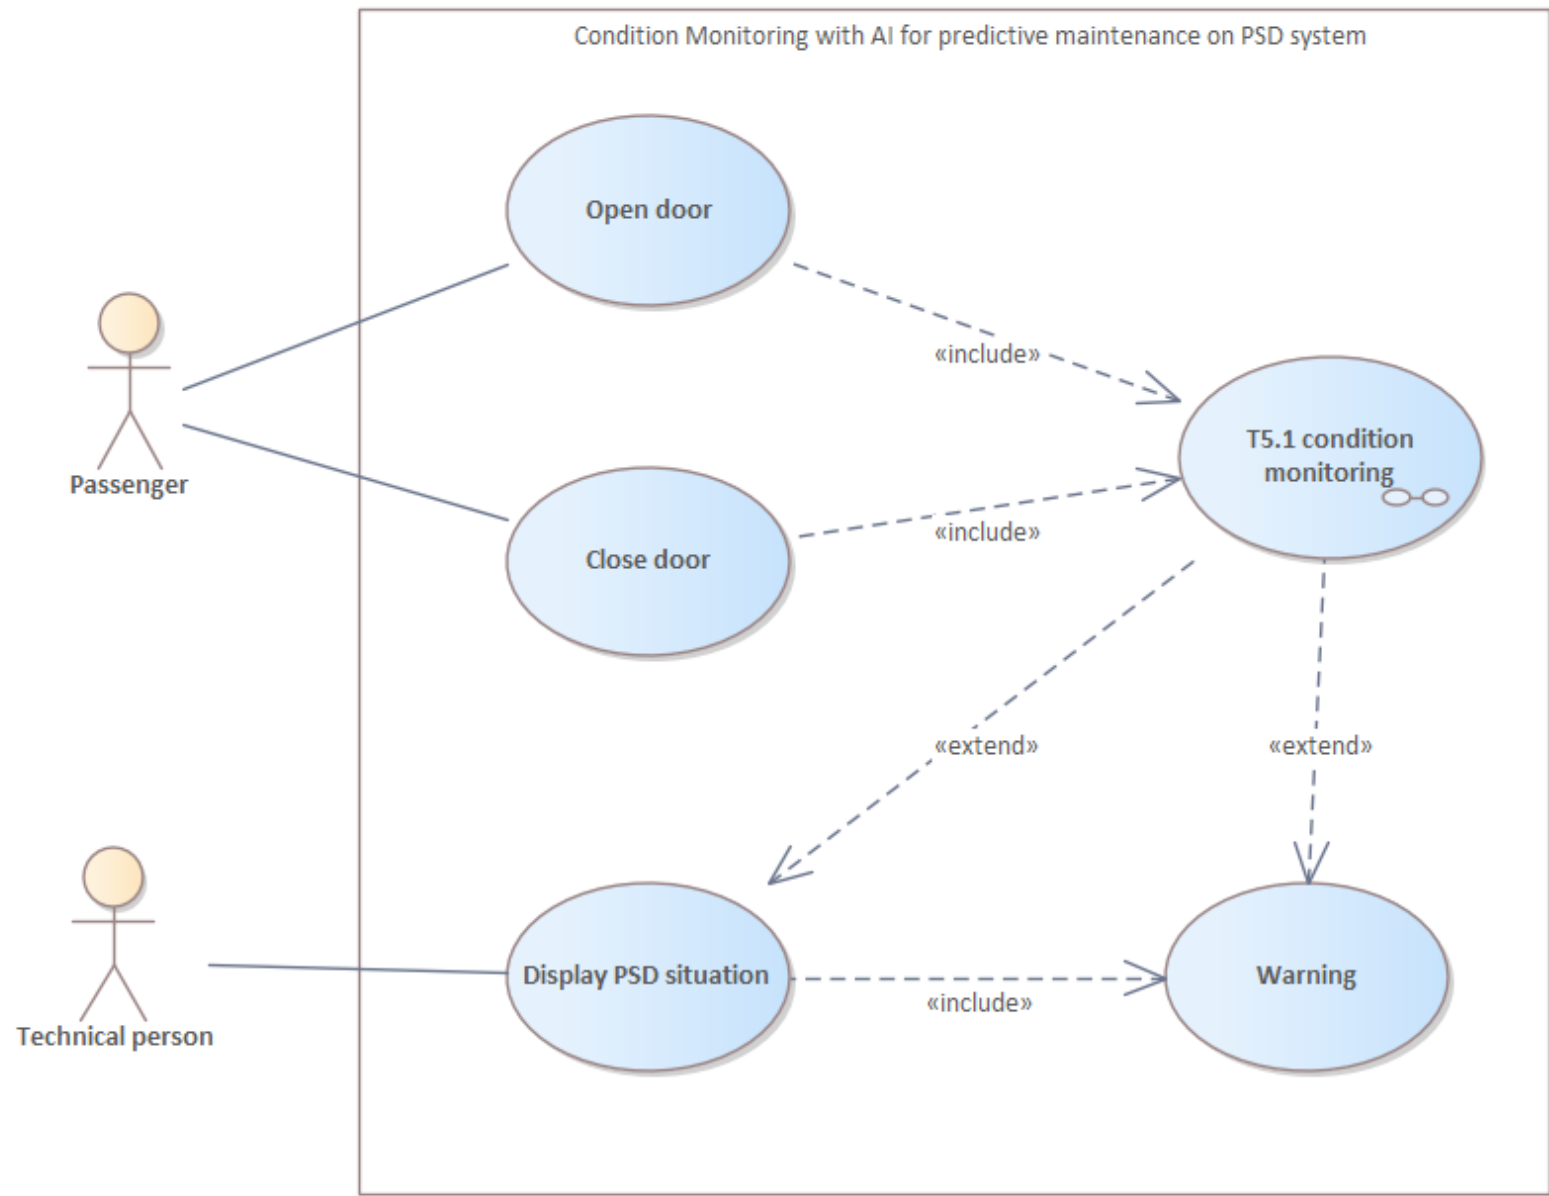 Condition Monitoring with AI for predictive maintenance on PSD system
Open door
«include»
T5.1 condition
monitoring
Passenger
«include»
Close door
«extend»
«extend»
Display PSD situation
Warning
«include»
Technical person